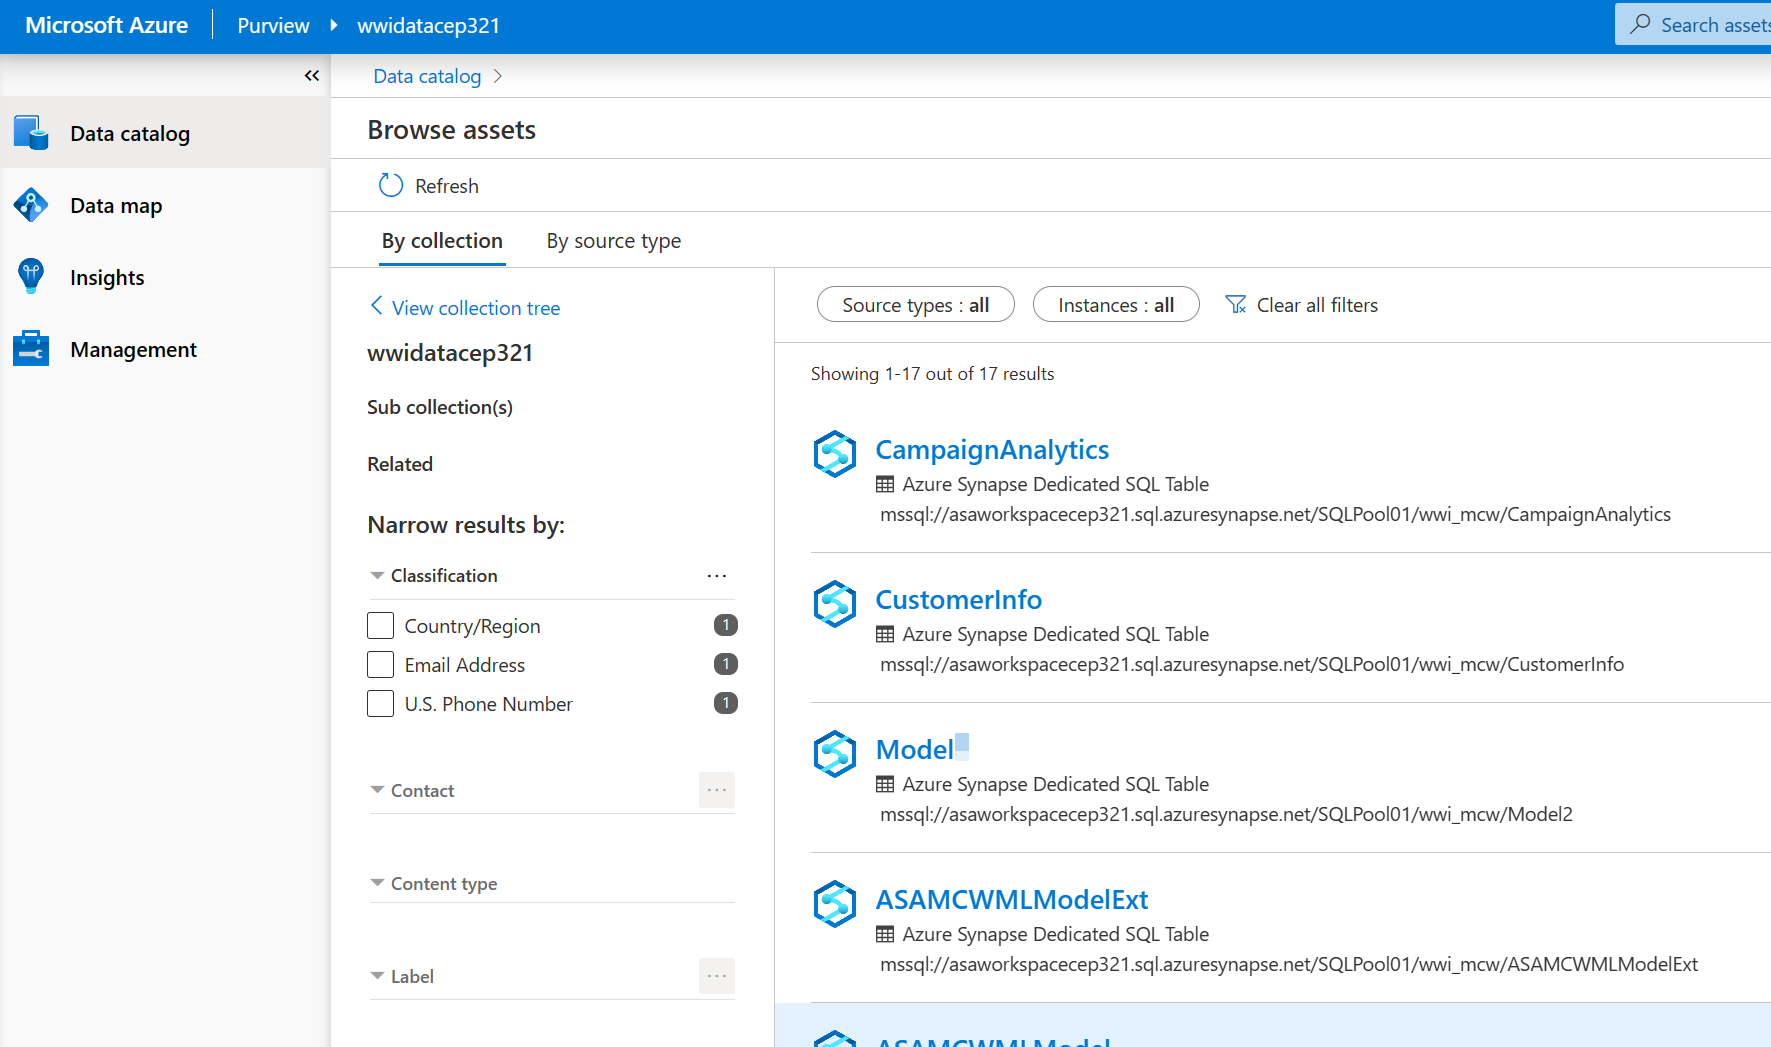 Microsoft Azure
Purview
wwidatacep321
Search assets
Data catalog
Data map
Insights
Management
Data catalog
Browse assets
Refresh
By collection
By source type
View collection tree
wwidatacep321
Sub collection(s)
Related
Narrow results by:
Classification
Country/Region 1
Email Address 1
U.S. Phone Number 1
Contact
Content type
Label
Source types : all
Instances : all
Clear all filters
Showing 1-17 out of 17 results
CampaignAnalytics
Azure Synapse Dedicated SQL Table
mssql://asaworkspacecep321.sql.azuresynapse.net/SQLPool01/wwi_mcw/CampaignAnalytics
CustomerInfo
Azure Synapse Dedicated SQL Table
mssql://asaworkspacecep321.sql.azuresynapse.net/SQLPool01/wwi_mcw/CustomerInfo
Model
Azure Synapse Dedicated SQL Table
mssql://asaworkspacecep321.sql.azuresynapse.net/SQLPool01/wwi_mcw/Model2
ASAMCWMLModelExt
Azure Synapse Dedicated SQL Table
mssql://asaworkspacecep321.sql.azuresynapse.net/SQLPool01/wwi_mcw/ASAMCWMLModelExt
ASAMCWMLModel